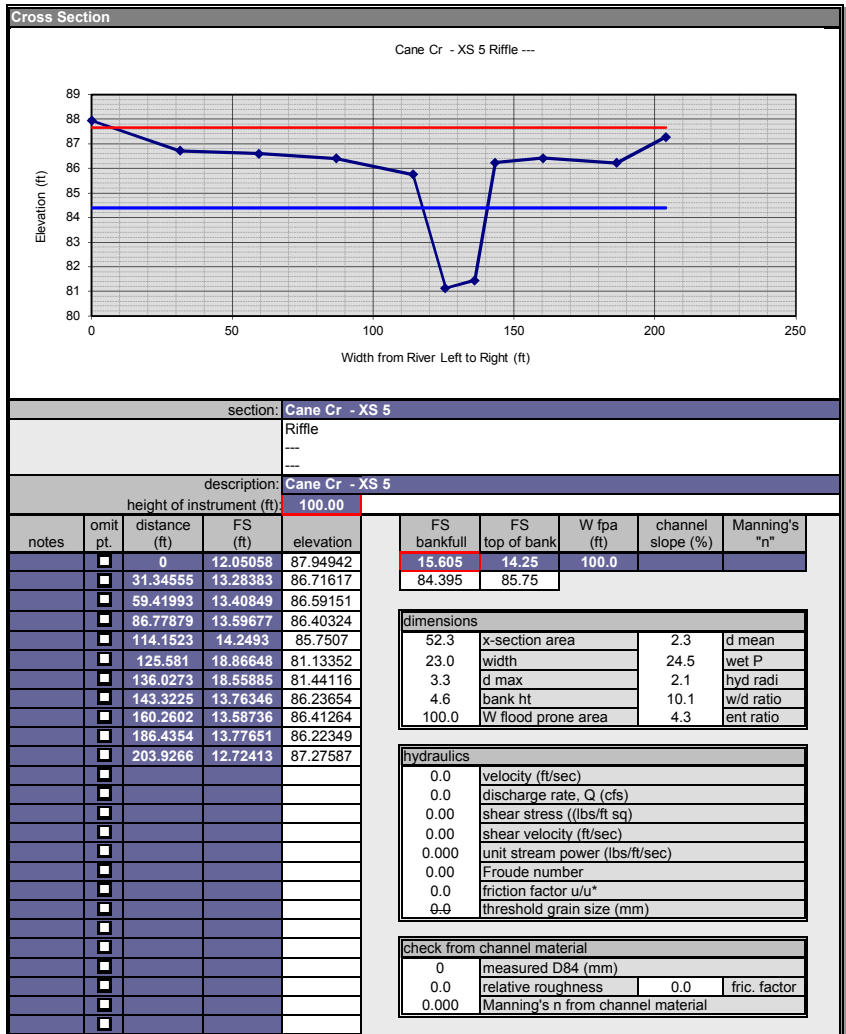 Cross Section
Cane Cr - XS 5 Riffle ---
89
88
87
86
85
84
83
82
81
80
Elevation (ft)
0 50 100 150 200 250
Width from River Left to Right (ft)
section: Cane Cr - XS 5
Riffle
---
---
description: Cane Cr - XS 5
height of instrument (ft): 100.00
notes omit pt. distance (ft) FS (ft) elevation
0 12.05058 87.94942
31.34555 13.28383 86.71617
59.41993 13.40849 86.59151
86.77879 13.59677 86.40324
114.1523 14.2493 85.7507
125.581 18.86648 81.13352
136.0273 18.55885 81.44116
143.3225 13.76346 86.23654
160.2602 13.58736 86.41264
186.4354 13.77651 86.22349
203.9266 12.72413 87.27587
FS bankfull FS top of bank W fpa (ft) channel slope (%) Manning's "n"
15.605 14.25 100.0
84.395 85.75
dimensions
52.3 x-section area 2.3 d mean
23.0 width 24.5 wet P
3.3 d max 2.1 hyd radi
4.6 bank ht 10.1 w/d ratio
100.0 W flood prone area 4.3 ent ratio
hydraulics
0.0 velocity (ft/sec)
0.0 discharge rate, Q (cfs)
0.00 shear stress ((lbs/ft sq)
0.00 shear velocity (ft/sec)
0.000 unit stream power (lbs/ft/sec)
0.00 Froude number
0.0 friction factor u/u*
0.0 threshold grain size (mm)
check from channel material
0 measured D84 (mm)
0.0 relative roughness 0.0 fric. factor
0.000 Manning's n from channel material